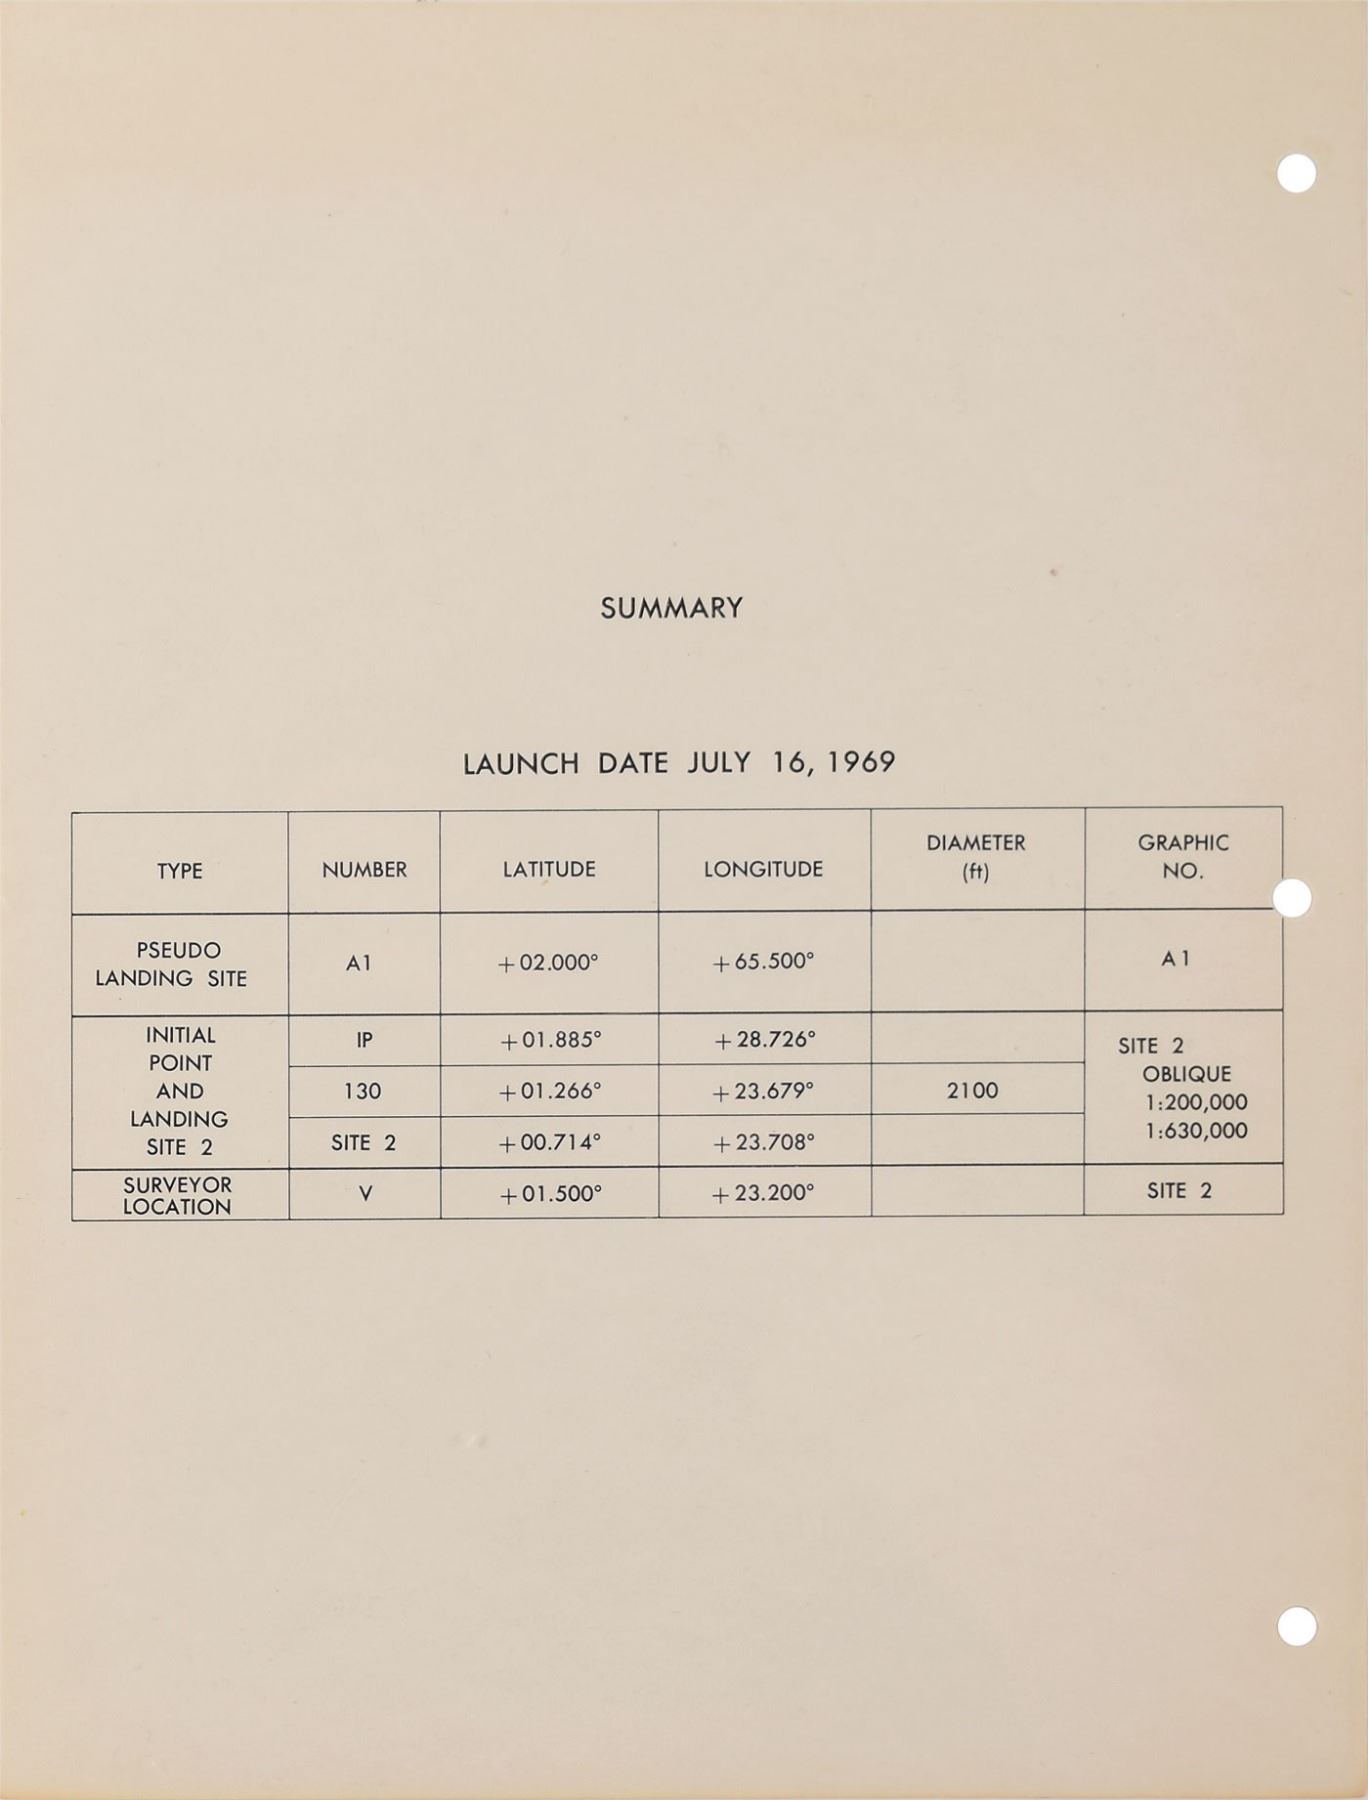 SUMMARY
LAUNCH DATE JULY 16, 1969
TYPE NUMBER LATITUDE LONGITUDE DIAMETER (ft) GRAPHIC NO.
PSEUDO LANDING SITE A1 +02.000° +65.500° A1
INITIAL POINT AND LANDING SITE 2
IP +01.885° +28.726°
130 +01.266° +23.679° 2100
SITE 2 +00.714° +23.708°
SITE 2
OBLIQUE
1:200,000
1:630,000
SURVEYOR LOCATION V +01.500° +23.200° SITE 2